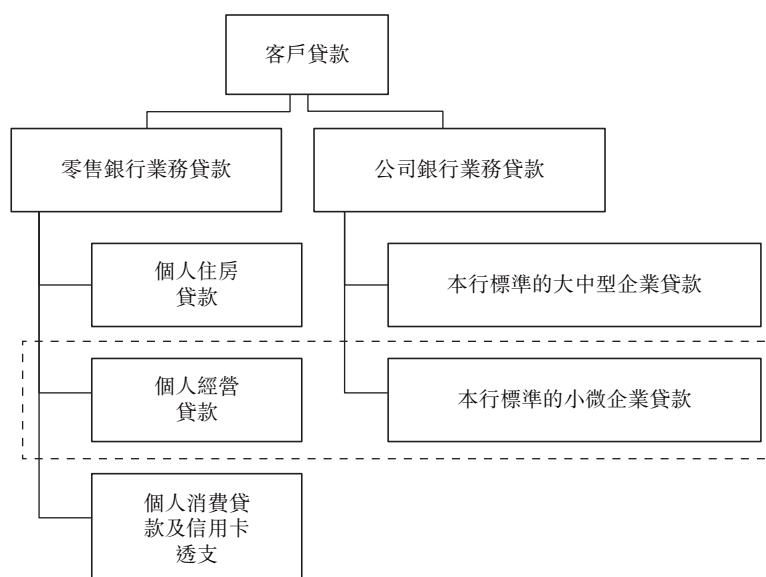 客戶貸款
零售銀行業務貸款
公司銀行業務貸款
個人住房
貸款
本行標準的大中型企業貸款
個人經營
貸款
本行標準的小微企業貸款
個人消費貸
款及信用卡
透支